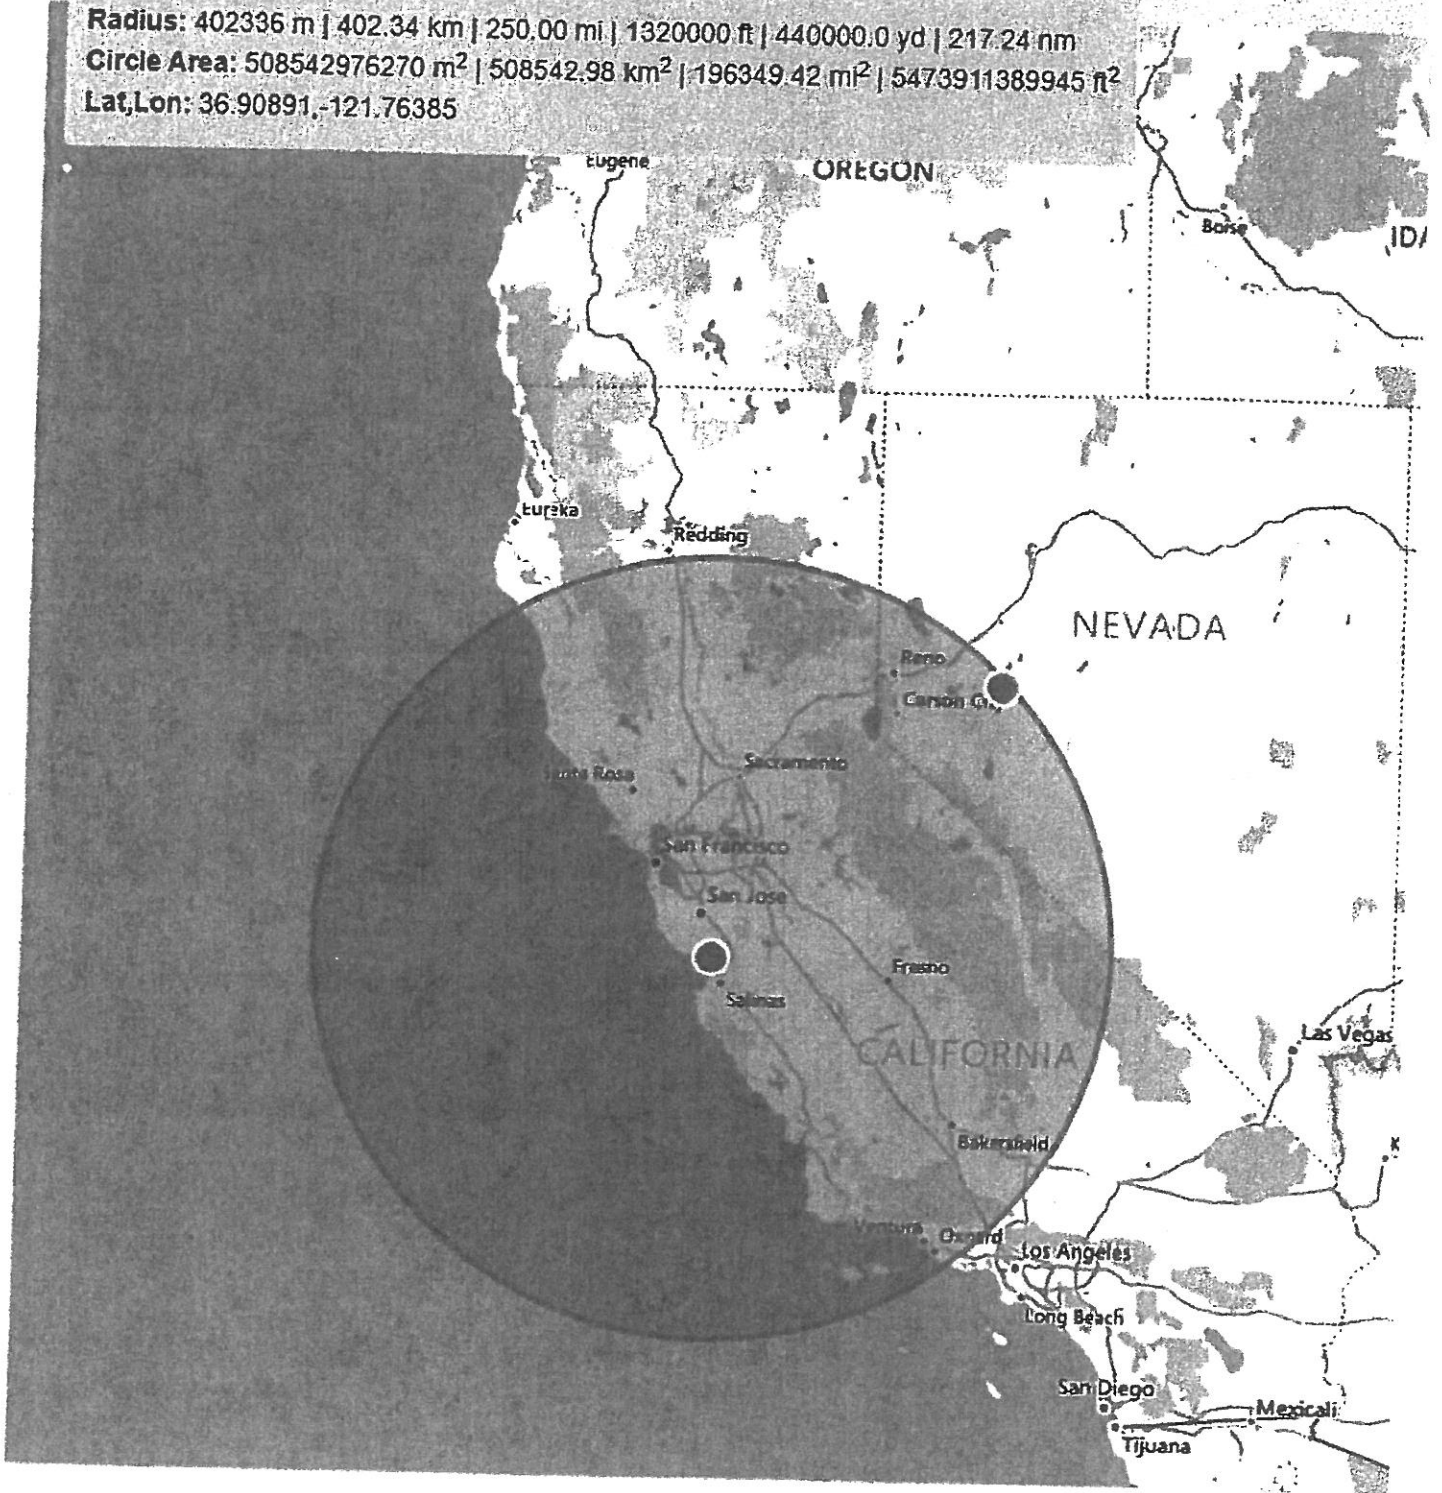 Radius: 402336 m | 402.34 km | 250.00 mi | 1320000 ft | 440000.0 yd | 217.24 nm
Circle Area: 508542976270 m² | 508542.98 km² | 196349.42 mi² | 5473911389945 ft²
Lat,Lon: 36.90891,-121.76385
Eugene
OREGON
Boise
IDA
Eureka
Redding
NEVADA
Reno
Carson City
Sacramento
Santa Rosa
San Francisco
San Jose
Fresno
Salinas
Las Vegas
CALIFORNIA
Bakersfield
K
Ventura
Oxnard
Los Angeles
Long Beach
San Diego
Mexicali
Tijuana